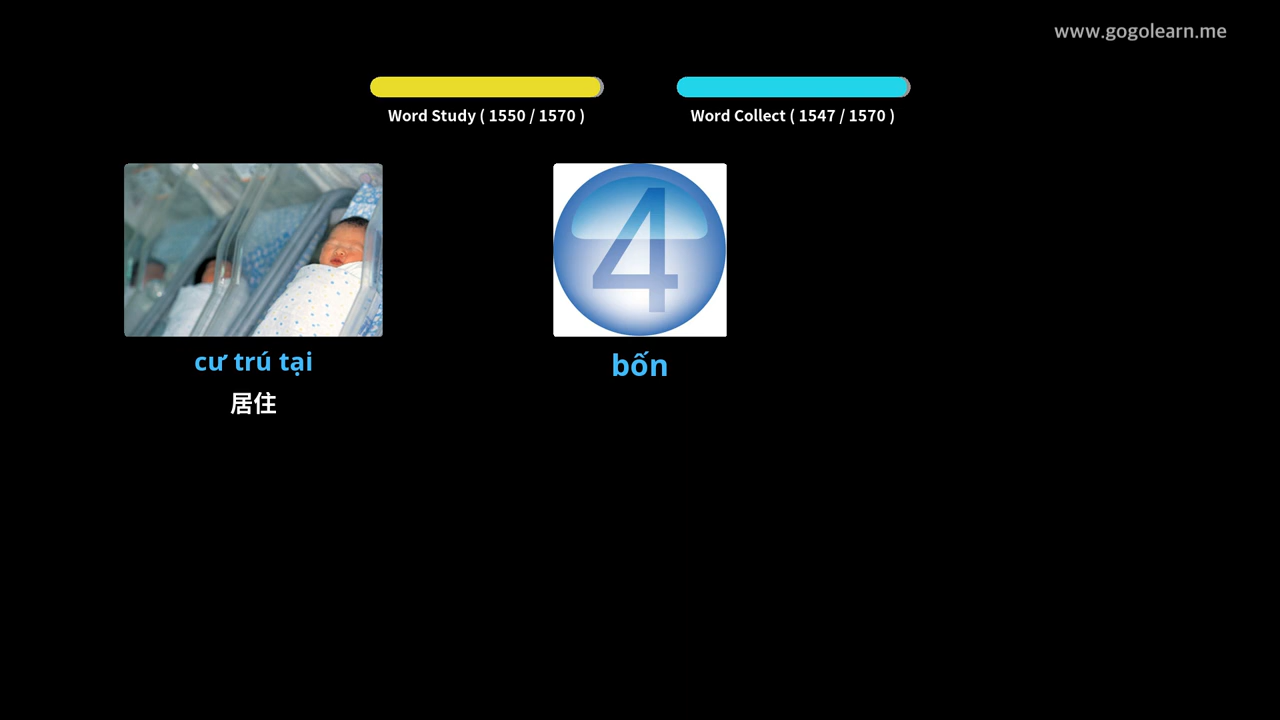 www.gogolearn.me
Word Study ( 1550 / 1570 )
Word Collect ( 1547 / 1570 )
4
cư trú tại
bốn
居住